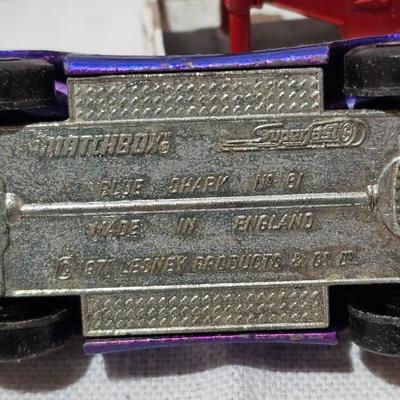 MATCHBOX Superfast
BLUE SHARK Nº 61
MADE IN ENGLAND
© 1971 LESNEY PRODUCTS & Cº Lᵀᴰ